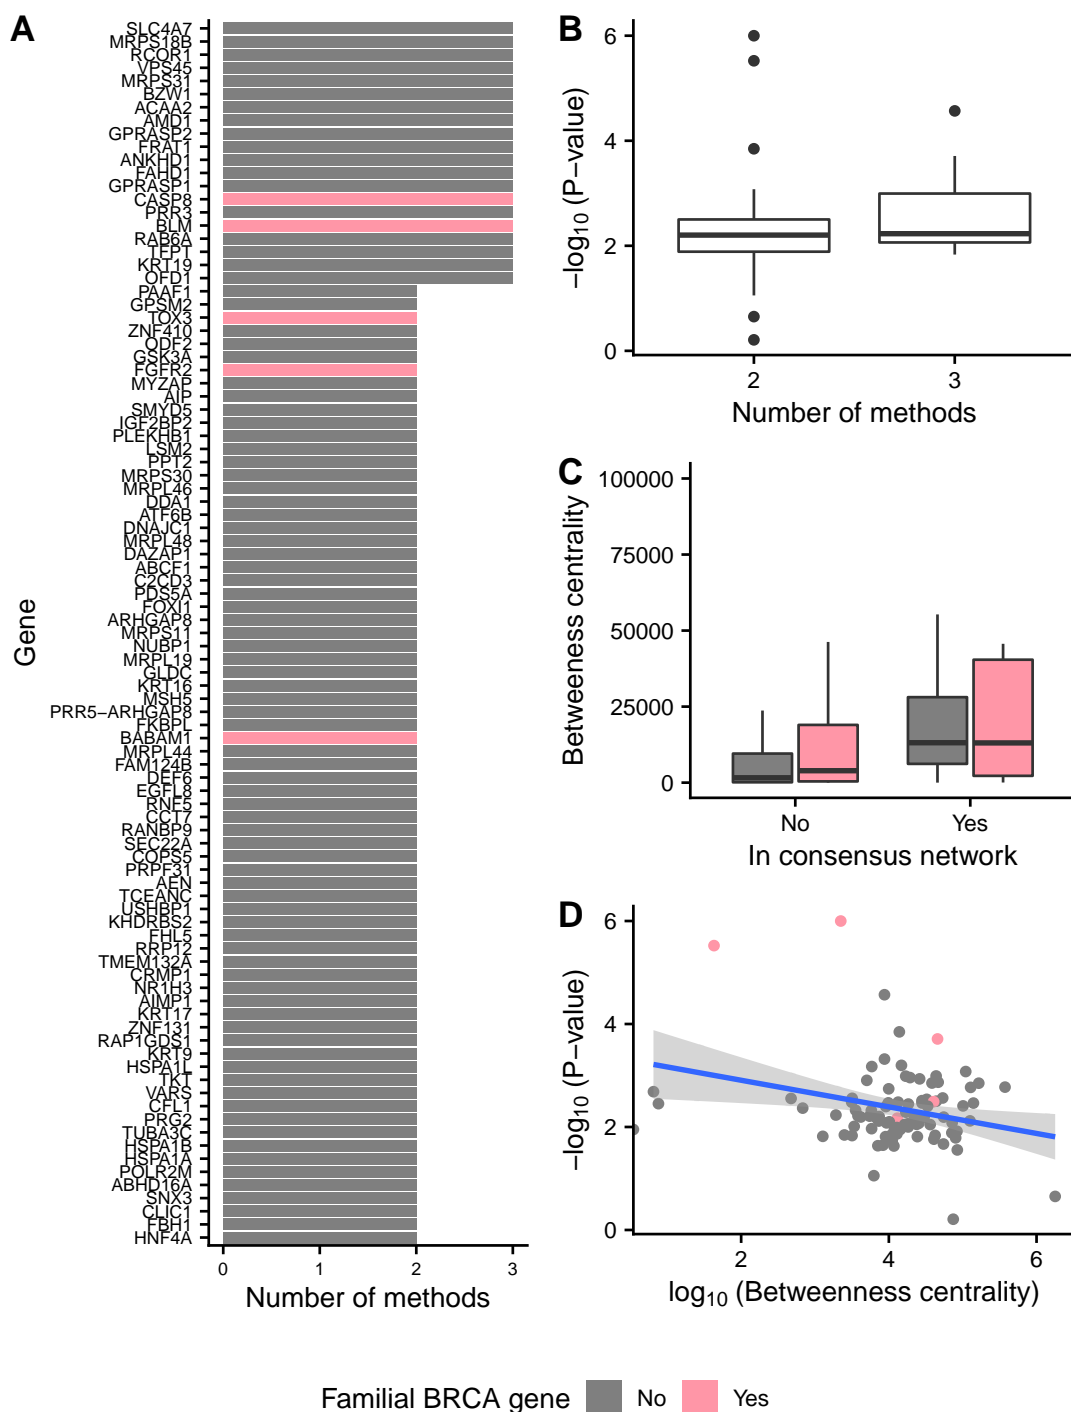 A
SLC4A7
MRPS18B
RCOR1
VPS45
MRPS31
BZW1
ACAA2
AMD1
GPRASP2
FRAT1
ANKHD1
FAHD1
GPRASP1
CASP8
PRR3
BLM
RAB6A
TFPT
KRT19
OFD1
PAAF1
GPSM2
TOX3
ZNF410
ODF2
GSK3A
FGFR2
MYZAP
AIP
SMYD5
IGF2BP2
PLEKHB1
LSM2
PPT2
MRPS30
MRPL46
DDA1
ATF6B
DNAJC1
MRPL48
DAZAP1
ABCF1
C2CD3
PDS5A
FOXI1
ARHGAP8
MRPS11
NUBP1
MRPL19
GLDC
KRT16
MSH5
PRR5−ARHGAP8
FKBPL
BABAM1
MRPL44
FAM124B
DEF6
EGFL8
RNF5
CCT7
RANBP9
SEC22A
COPS5
PRPF31
AEN
TCEANC
USHBP1
KHDRBS2
FHL5
RRP12
TMEM132A
CRMP1
NR1H3
AIMP1
KRT17
ZNF131
RAP1GDS1
KRT9
HSPA1L
TKT
VARS
CFL1
PRG2
TUBA3C
HSPA1B
HSPA1A
POLR2M
ABHD16A
SNX3
CLIC1
FBH1
HNF4A
Gene
0 1 2 3
Number of methods
B
6
4
2
0
−log10 (P−value)
2 3
Number of methods
C
100000
75000
50000
25000
0
Betweeness centrality
No Yes
In consensus network
D
6
4
2
0
−log10 (P−value)
2 4 6
log10 (Betweenness centrality)
Familial BRCA gene No Yes